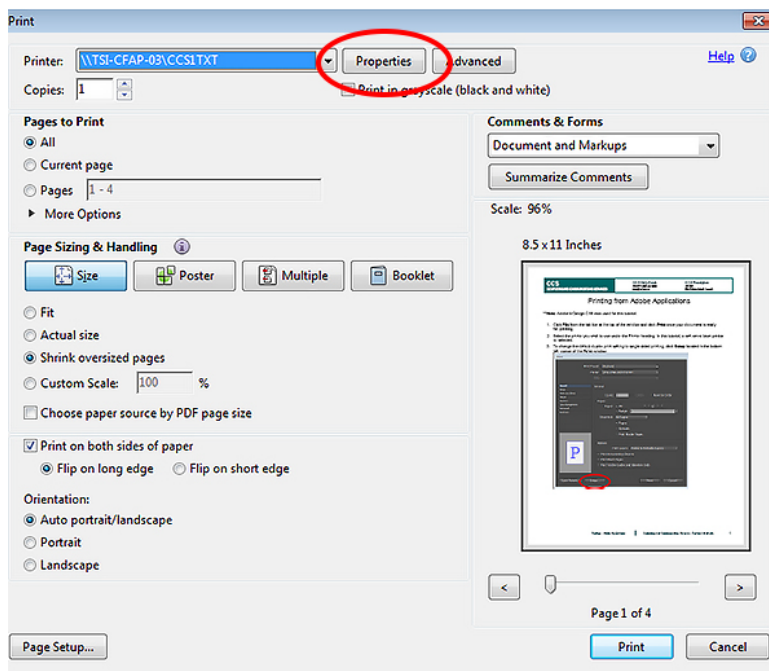 Print
Printer: \\TSI-CFAP-03\CCS1TXT Properties Advanced Help
Copies: 1 Print in grayscale (black and white)
Pages to Print
All
Current page
Pages 1 - 4
More Options
Page Sizing & Handling
Size Poster Multiple Booklet
Fit
Actual size
Shrink oversized pages
Custom Scale: 100 %
Choose paper source by PDF page size
Print on both sides of paper
Flip on long edge Flip on short edge
Orientation:
Auto portrait/landscape
Portrait
Landscape
Comments & Forms
Document and Markups
Summarize Comments
Scale: 96%
8.5 x 11 Inches
CCS
Printing from Adobe Applications
P
< >
Page 1 of 4
Page Setup... Print Cancel